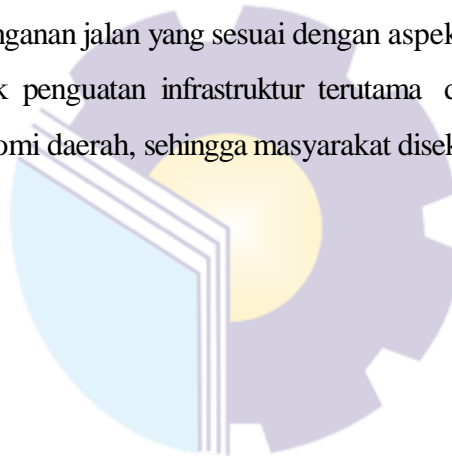 nganan jalan yang sesuai dengan aspek
k penguatan infrastruktur terutama d
omi daerah, sehingga masyarakat disek